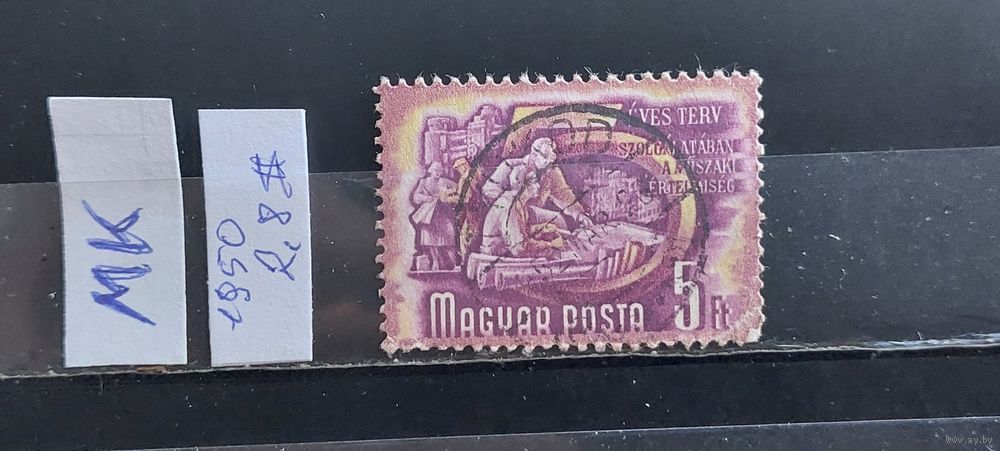 MK
1950
2,8 $
ÉVES TERV
SZOLGÁLATÁBAN
A MŰSZAKI
ÉRTELMISÉG
MAGYAR POSTA
5 Ft
www.ay.by